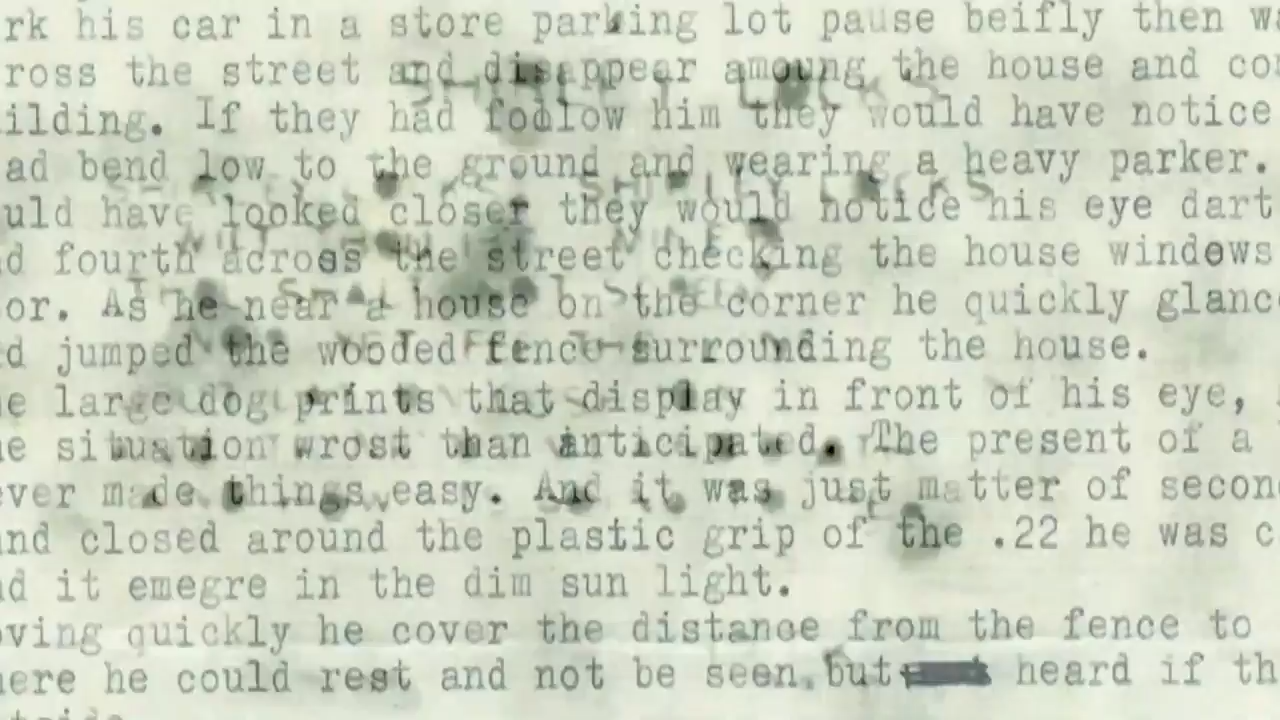 rk his car in a store parking lot pause beifly then
ross the street and disappear amoung the house and
ilding. If they had foollow him they would have notice
ad bend low to the ground and wearing a heavy parker.
uld have looked closer they would notice his eye dart
d fourth across the street checking the house windows
or. As he near a house on the corner he quickly glanc
d jumped the wooded fence surrounding the house.
e large dog prints that display in front of his eye,
e situation wrost than anticipated. The present of a
ever made things easy. And it was just matter of secon
nd closed around the plastic grip of the .22 he was c
d it emegre in the dim sun light.
ving quickly he cover the distance from the fence to
ere he could rest and not be seen but heard if th